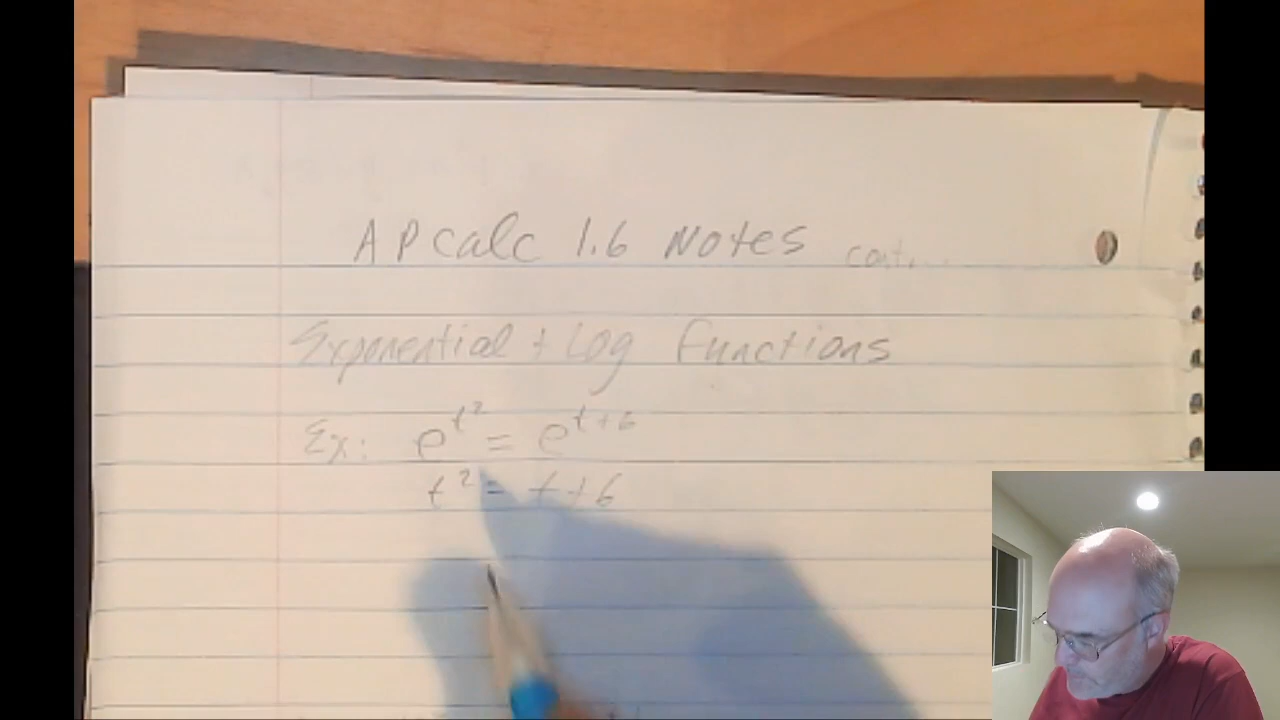 AP calc 1.6 Notes cont...
Exponential + Log Functions
Ex: e^t² = e^t+6
t² = t+6